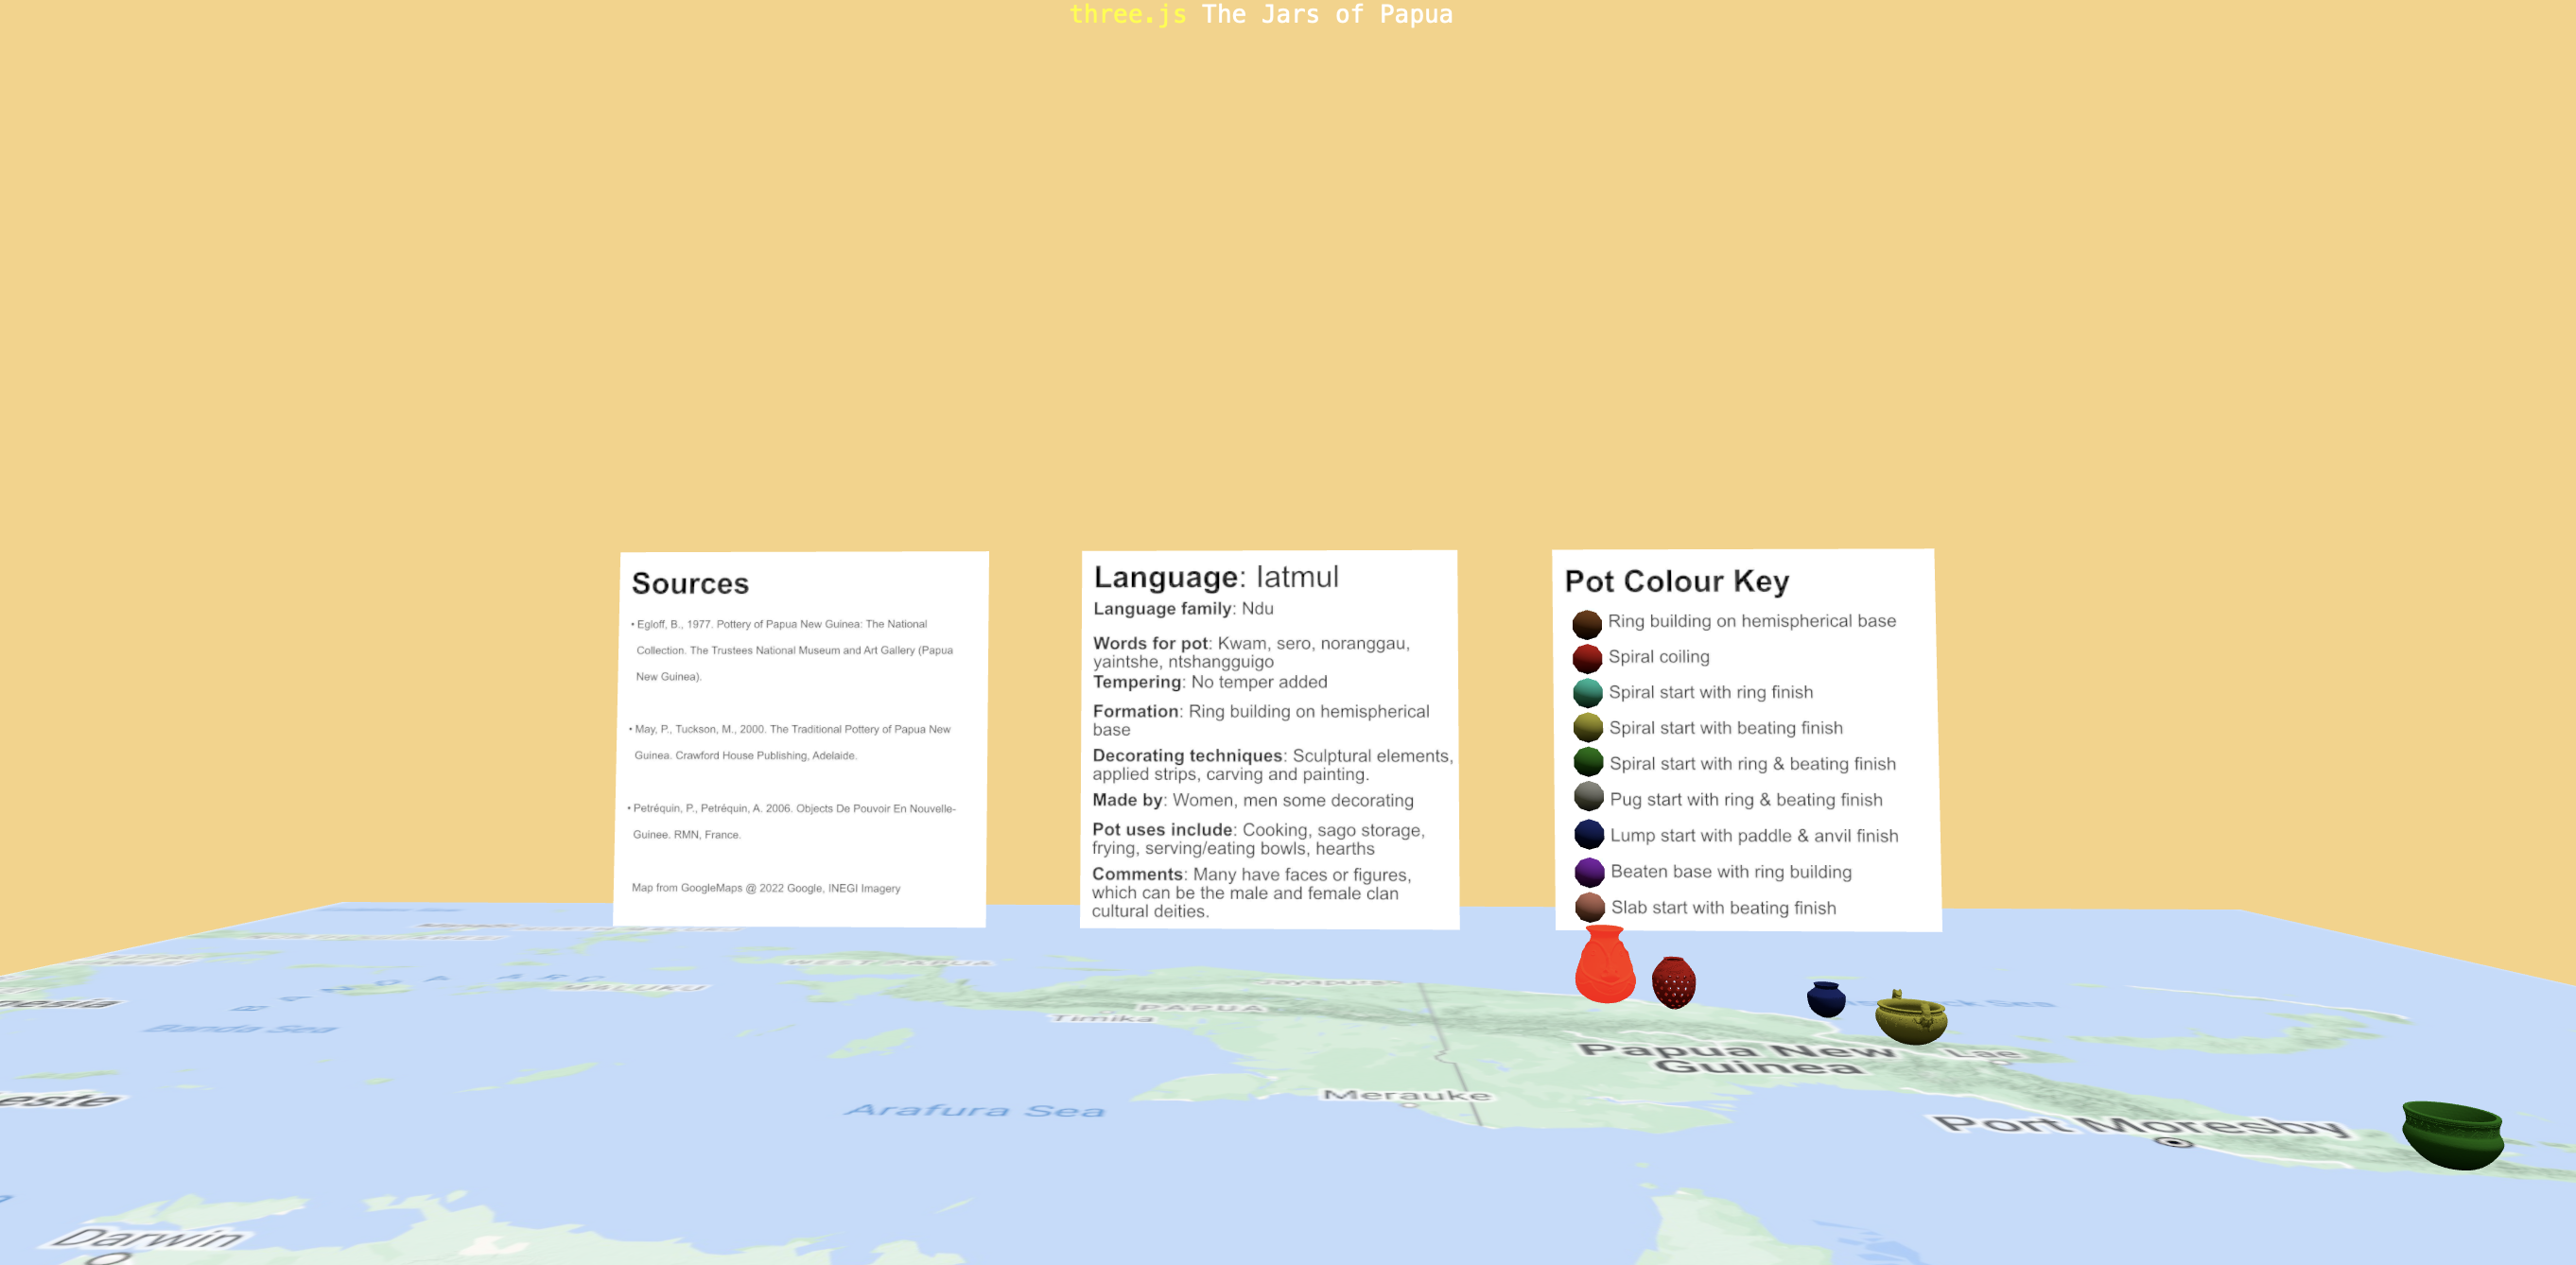 three.js The Jars of Papua
Sources
• Egloff, B., 1977. Pottery of Papua New Guinea: The National
Collection. The Trustees National Museum and Art Gallery (Papua
New Guinea).
• May, P., Tuckson, M., 2000. The Traditional Pottery of Papua New
Guinea. Crawford House Publishing, Adelaide.
• Petréquin, P., Petréquin, A. 2006. Objects De Pouvoir En Nouvelle-
Guinee. RMN, France.
Map from GoogleMaps @ 2022 Google, INEGI Imagery
Language: Iatmul
Language family: Ndu
Words for pot: Kwam, sero, noranggau,
yaintshe, ntshangguigo
Tempering: No temper added
Formation: Ring building on hemispherical
base
Decorating techniques: Sculptural elements,
applied strips, carving and painting.
Made by: Women, men some decorating
Pot uses include: Cooking, sago storage,
frying, serving/eating bowls, hearths
Comments: Many have faces or figures,
which can be the male and female clan
cultural deities.
Pot Colour Key
Ring building on hemispherical base
Spiral coiling
Spiral start with ring finish
Spiral start with beating finish
Spiral start with ring & beating finish
Pug start with ring & beating finish
Lump start with paddle & anvil finish
Beaten base with ring building
Slab start with beating finish
WEST PAPUA
MALUKU
BANDA ARC
Banda Sea
Jayapura
PAPUA
Timika
Sea
Papua New
Guinea
Lae
Merauke
Arafura Sea
Port Moresby
Darwin